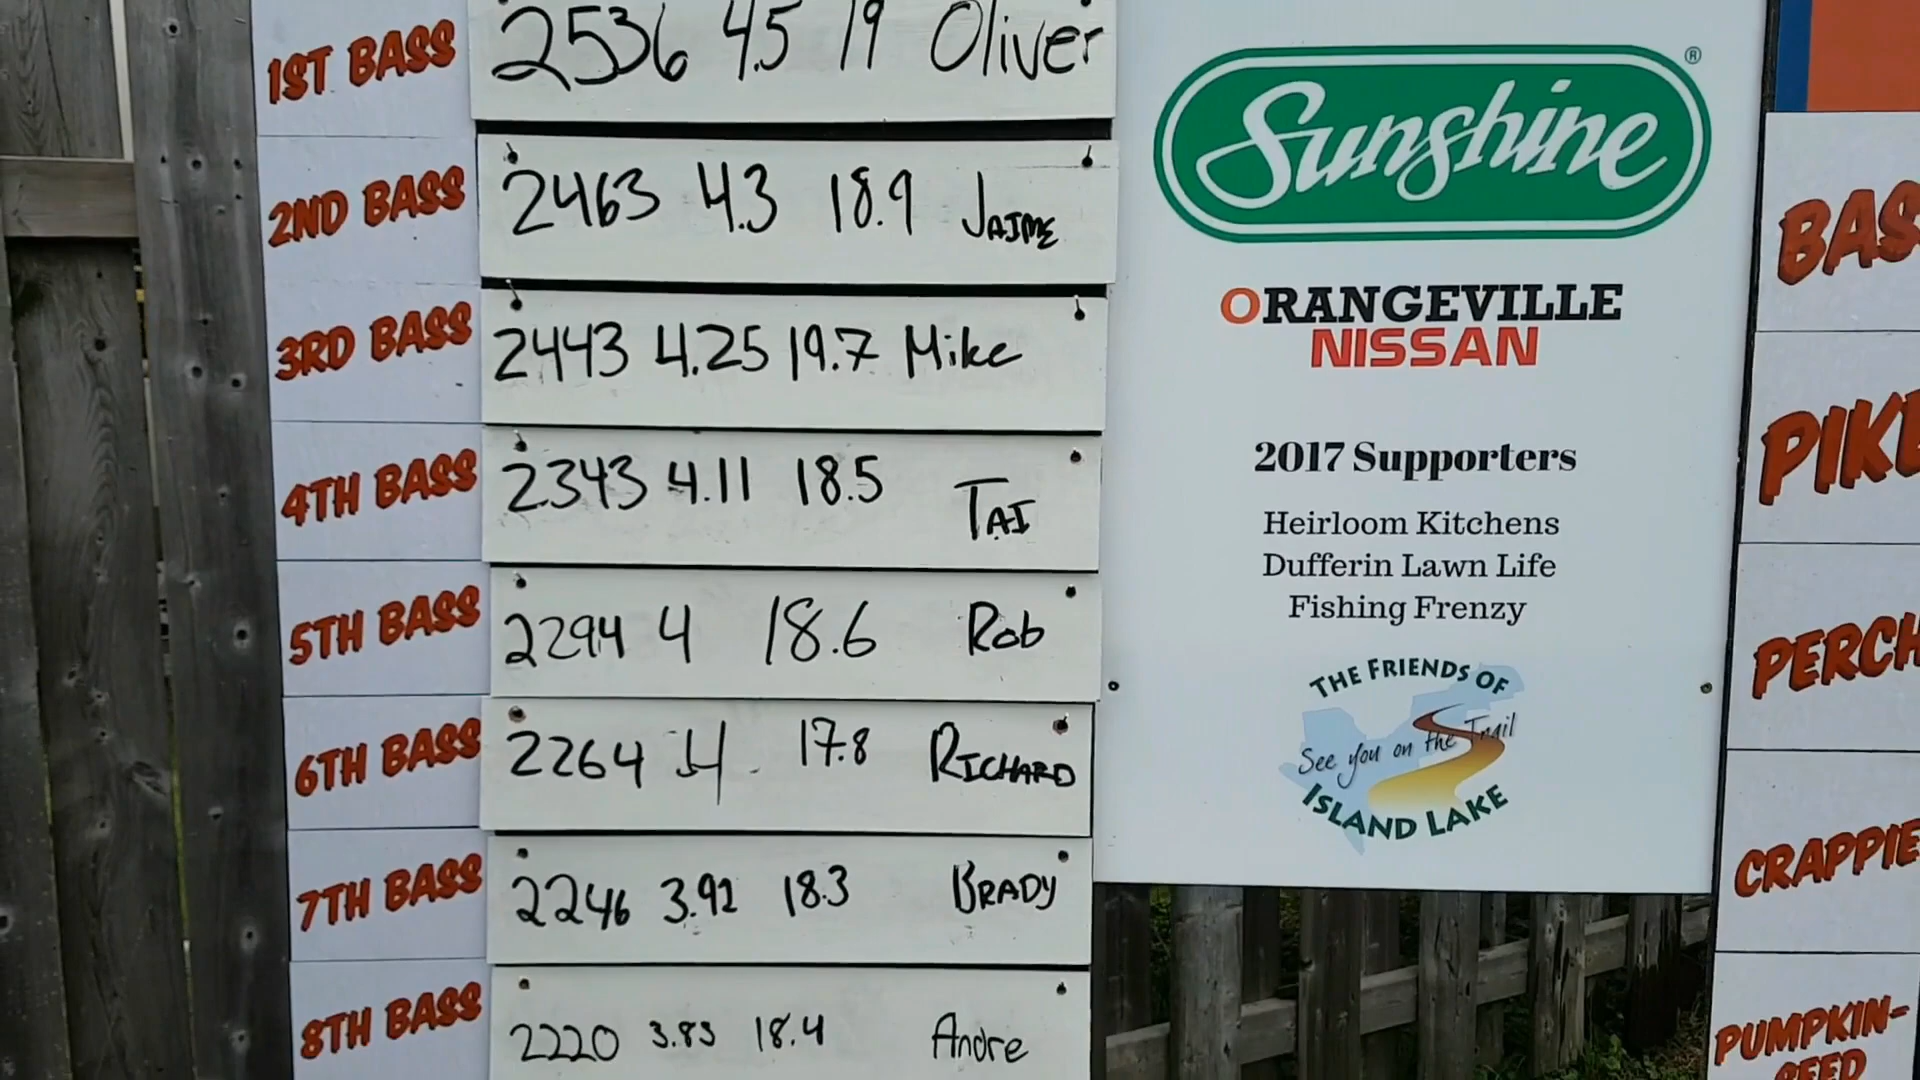 1ST BASS 2536 4.5 19 Oliver
2ND BASS 2463 4.3 18.9 JAIME
3RD BASS 2443 4.25 19.7 Mike
4TH BASS 2343 4.11 18.5 TAI
5TH BASS 2294 4 18.6 Rob
6TH BASS 2264 4 17.8 RICHARD
7TH BASS 2246 3.92 18.3 BRADY
8TH BASS 2220 3.83 18.4 Andre
Sunshine ®
ORANGEVILLE
NISSAN
2017 Supporters
Heirloom Kitchens
Dufferin Lawn Life
Fishing Frenzy
THE FRIENDS OF
See you on the Trail
ISLAND LAKE
BAS
PIKE
PERCH
CRAPPIE
PUMPKIN-
SEED